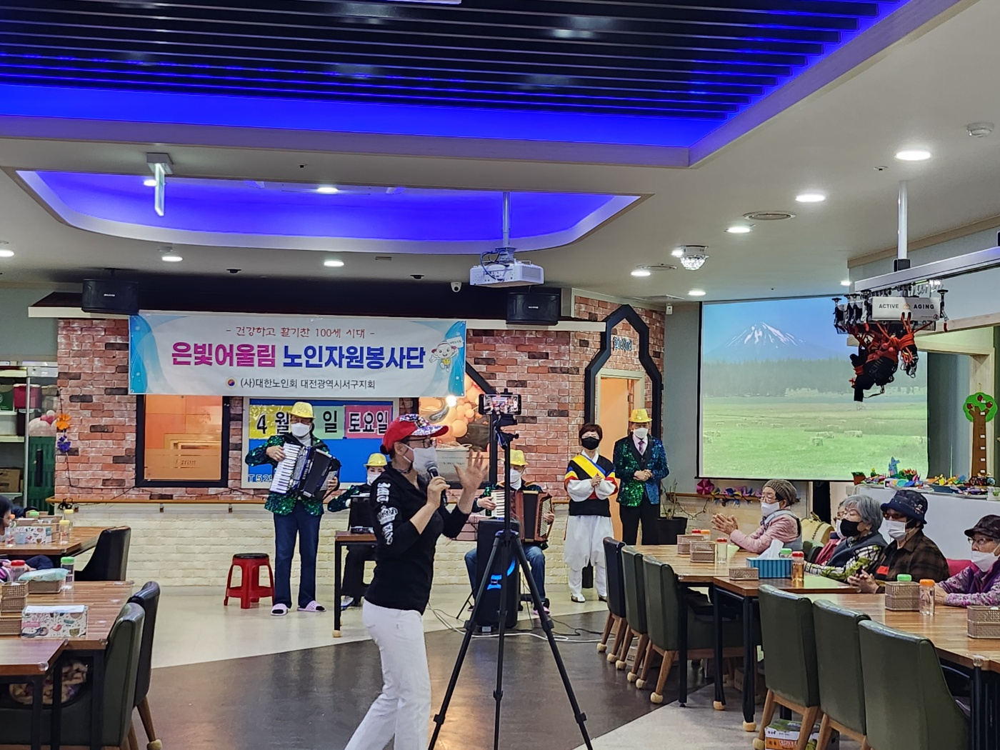 - 건강하고 활기찬 100세 시대 -
은빛어울림 노인자원봉사단
(사)대한노인회 대전광역시서구지회
4 월 일 토요일
ACTIVE AGING